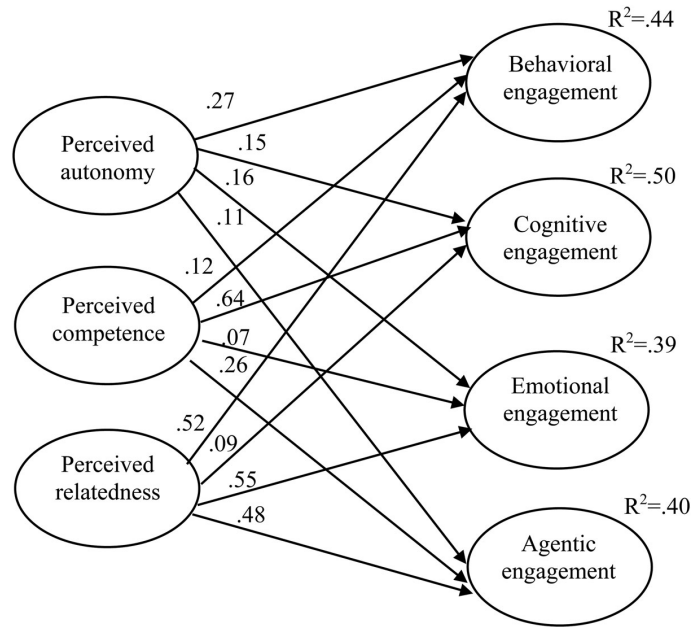 R²=.44
Behavioral
engagement
.27
Perceived
autonomy
.15
.16
.11
R²=.50
Cognitive
engagement
.12
Perceived
competence
.64
.07
.26
R²=.39
Emotional
engagement
.52
.09
Perceived
relatedness
.55
.48
R²=.40
Agentic
engagement